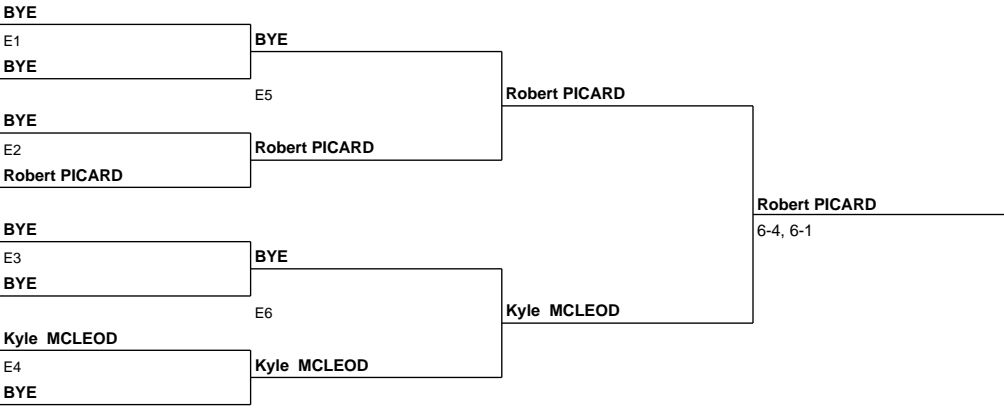 BYE
E1
BYE
BYE
E5
Robert PICARD
BYE
E2
Robert PICARD
Robert PICARD
Robert PICARD
6-4, 6-1
BYE
E3
BYE
BYE
E6
Kyle MCLEOD
Kyle MCLEOD
E4
Kyle MCLEOD
BYE